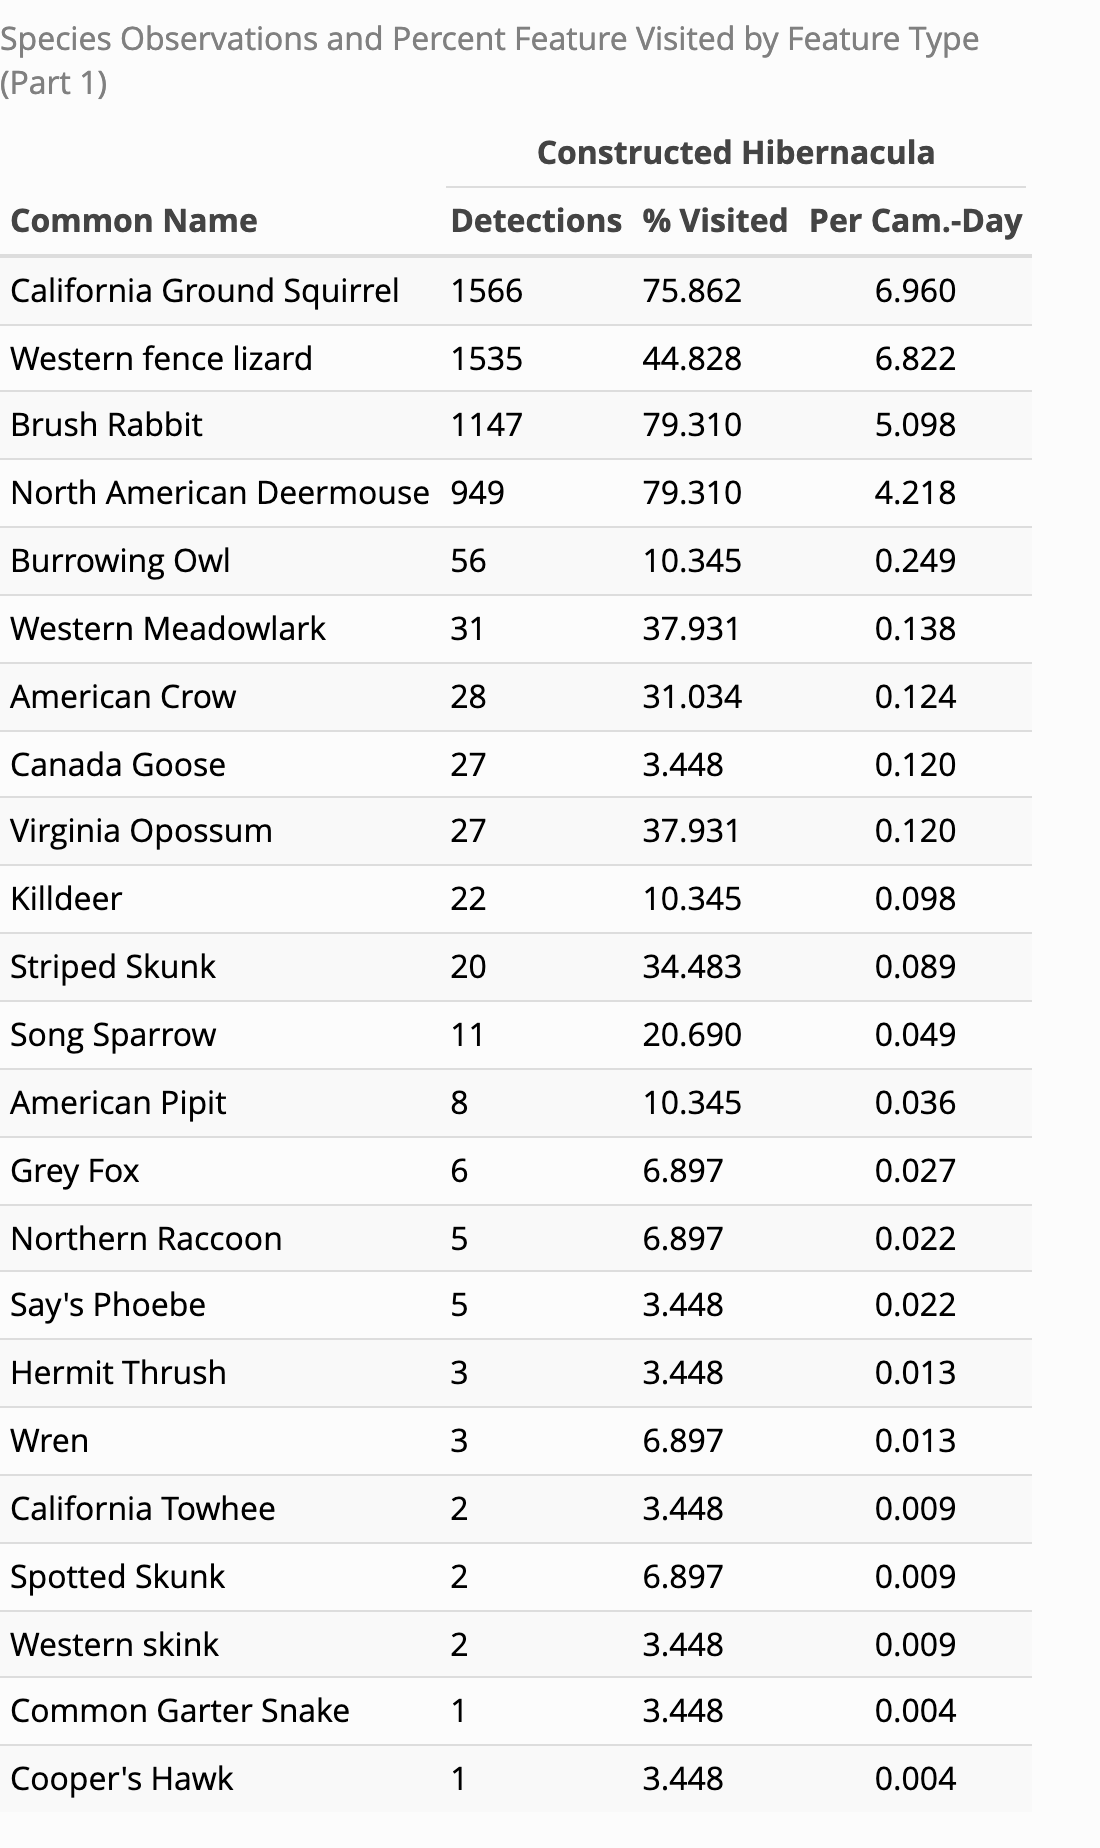 Species Observations and Percent Feature Visited by Feature Type
(Part 1)
Constructed Hibernacula
Common Name Detections % Visited Per Cam.-Day
California Ground Squirrel 1566 75.862 6.960
Western fence lizard 1535 44.828 6.822
Brush Rabbit 1147 79.310 5.098
North American Deermouse 949 79.310 4.218
Burrowing Owl 56 10.345 0.249
Western Meadowlark 31 37.931 0.138
American Crow 28 31.034 0.124
Canada Goose 27 3.448 0.120
Virginia Opossum 27 37.931 0.120
Killdeer 22 10.345 0.098
Striped Skunk 20 34.483 0.089
Song Sparrow 11 20.690 0.049
American Pipit 8 10.345 0.036
Grey Fox 6 6.897 0.027
Northern Raccoon 5 6.897 0.022
Say's Phoebe 5 3.448 0.022
Hermit Thrush 3 3.448 0.013
Wren 3 6.897 0.013
California Towhee 2 3.448 0.009
Spotted Skunk 2 6.897 0.009
Western skink 2 3.448 0.009
Common Garter Snake 1 3.448 0.004
Cooper's Hawk 1 3.448 0.004